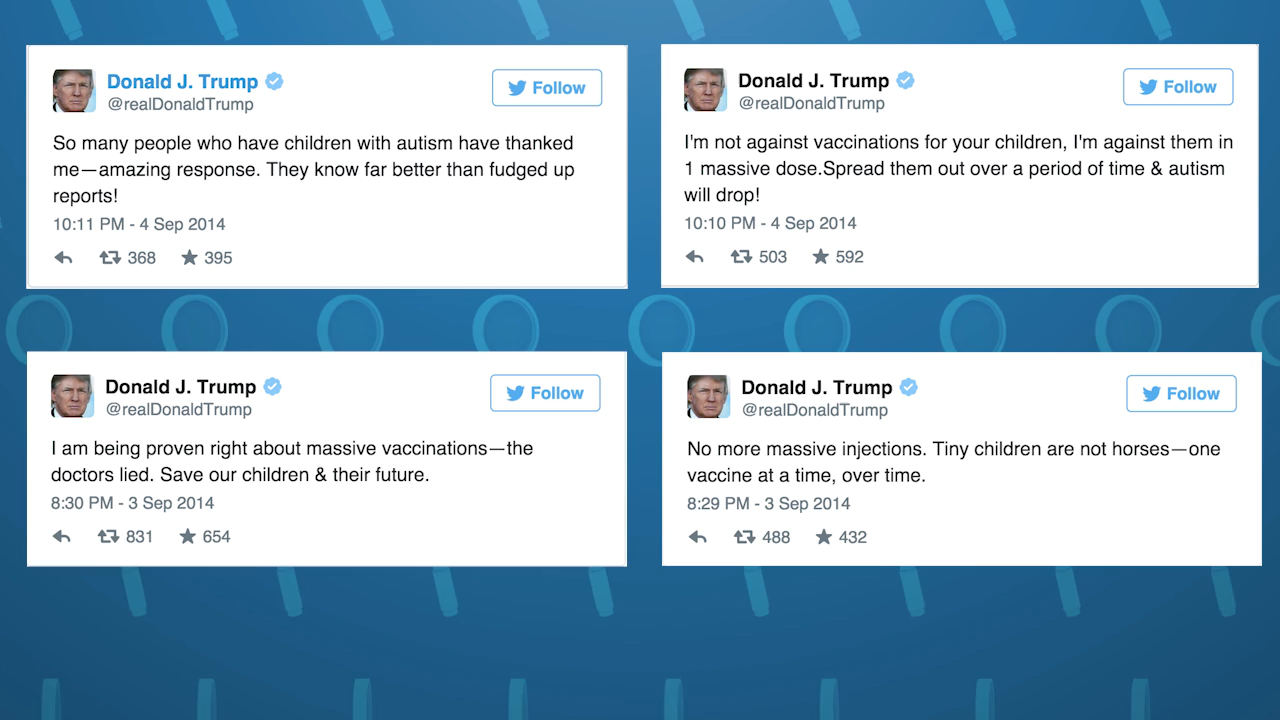 Donald J. Trump
@realDonaldTrump
Follow
So many people who have children with autism have thanked
me—amazing response. They know far better than fudged up
reports!
10:11 PM - 4 Sep 2014
368 395
Donald J. Trump
@realDonaldTrump
Follow
I'm not against vaccinations for your children, I'm against them in
1 massive dose.Spread them out over a period of time & autism
will drop!
10:10 PM - 4 Sep 2014
503 592
Donald J. Trump
@realDonaldTrump
Follow
I am being proven right about massive vaccinations—the
doctors lied. Save our children & their future.
8:30 PM - 3 Sep 2014
831 654
Donald J. Trump
@realDonaldTrump
Follow
No more massive injections. Tiny children are not horses—one
vaccine at a time, over time.
8:29 PM - 3 Sep 2014
488 432